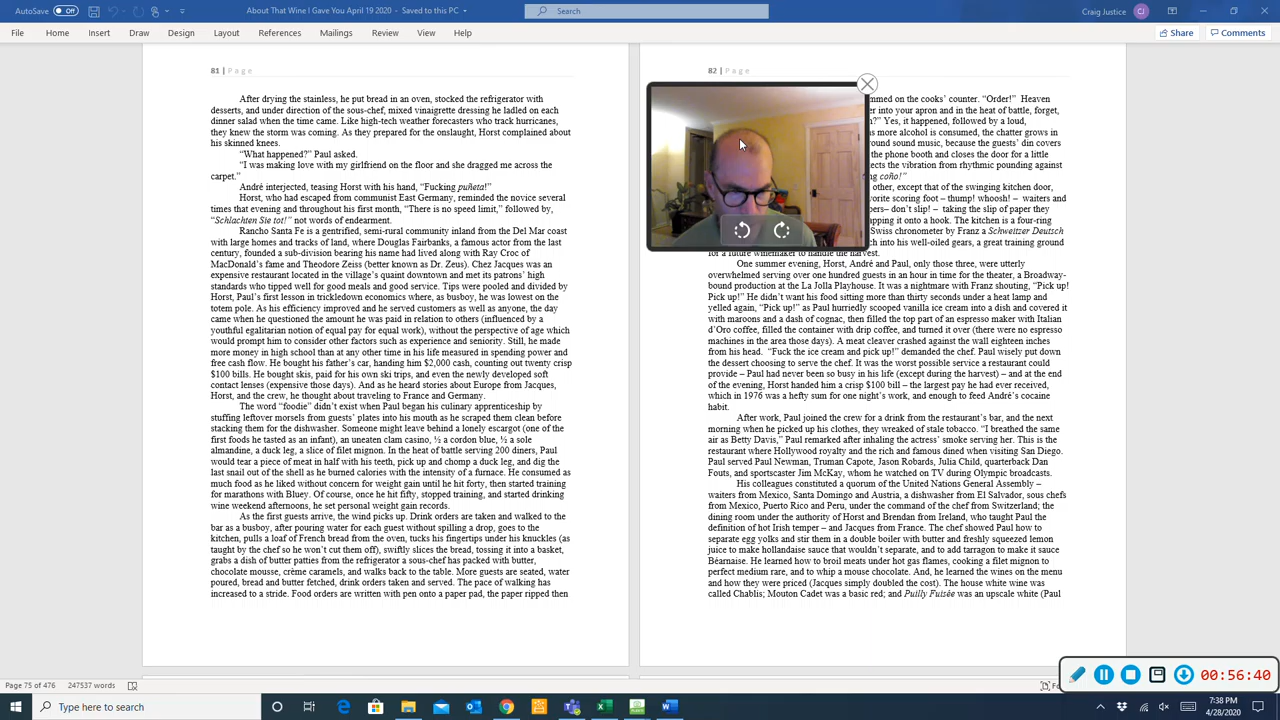 AutoSave Off
About That Wine I Gave You April 19 2020 - Saved to this PC
Search
Craig Justice CJ
File Home Insert Draw Design Layout References Mailings Review View Help
Share Comments
81 | Page
After drying the stainless, he put bread in an oven, stocked the refrigerator with
desserts, and under direction of the sous-chef, mixed vinaigrette dressing he ladled on each
dinner salad when the time came. Like high-tech weather forecasters who track hurricanes,
they knew the storm was coming. As they prepared for the onslaught, Horst complained about
his skinned knees.
“What happened?” Paul asked.
“I was making love with my girlfriend on the floor and she dragged me across the
carpet.”
André interjected, teasing Horst with his hand, “Fucking puñeta!”
Horst, who had escaped from communist East Germany, reminded the novice several
times that evening and throughout his first month, “There is no speed limit,” followed by,
“Schlachten Sie tot!” not words of endearment.
Rancho Santa Fe is a gentrified, semi-rural community inland from the Del Mar coast
with large homes and tracks of land, where Douglas Fairbanks, a famous actor from the last
century, founded a sub-division bearing his name had lived along with Ray Croc of
MacDonald’s fame and Theodore Zeiss (better known as Dr. Zeus). Chez Jacques was an
expensive restaurant located in the village’s quaint downtown and met its patrons’ high
standards who tipped well for good meals and good service. Tips were pooled and divided by
Horst, Paul’s first lesson in trickledown economics where, as busboy, he was lowest on the
totem pole. As his efficiency improved and he served customers as well as anyone, the day
came when he questioned the amount he was paid in relation to others (influenced by a
youthful egalitarian notion of equal pay for equal work), without the perspective of age which
would prompt him to consider other factors such as experience and seniority. Still, he made
more money in high school than at any other time in his life measured in spending power and
free cash flow. He bought his father’s car, handing him $2,000 cash, counting out twenty crisp
$100 bills. He bought skis, paid for his own ski trips, and even the newly developed soft
contact lenses (expensive those days). And as he heard stories about Europe from Jacques,
Horst, and the crew, he thought about traveling to France and Germany.
The word “foodie” didn’t exist when Paul began his culinary apprenticeship by
stuffing leftover morsels from guests’ plates into his mouth as he scraped them clean before
stacking them for the dishwasher. Someone might leave behind a lonely escargot (one of the
first foods he tasted as an infant), an uneaten clam casino, ½ a cordon blue, ½ a sole
almandine, a duck leg, a slice of filet mignon. In the heat of battle serving 200 diners, Paul
would tear a piece of meat in half with his teeth, pick up and chomp a duck leg, and dig the
last snail out of the shell as he burned calories with the intensity of a furnace. He consumed as
much food as he liked without concern for weight gain until he hit forty, then started training
for marathons with Bluey. Of course, once he hit fifty, stopped training, and started drinking
wine weekend afternoons, he set personal weight gain records.
As the first guests arrive, the wind picks up. Drink orders are taken and walked to the
bar as a busboy, after pouring water for each guest without spilling a drop, goes to the
kitchen, pulls a loaf of French bread from the oven, tucks his fingertips under his knuckles (as
taught by the chef so he won’t cut them off), swiftly slices the bread, tossing it into a basket,
grabs a dish of butter patties from the refrigerator a sous-chef has packed with butter,
chocolate mousse, crème caramels, and walks back to the table. More guests are seated, water
poured, bread and butter fetched, drink orders taken and served. The pace of walking has
increased to a stride. Food orders are written with pen onto a paper pad, the paper ripped then
82 | Page
mmed on the cooks’ counter. “Order!” Heaven
er into your apron and in the heat of battle, forget,
n?” Yes, it happened, followed by a loud,
as more alcohol is consumed, the chatter grows in
round sound music, because the guests’ din covers
the phone booth and closes the door for a little
ects the vibration from rhythmic pounding against
ng coño!”
other, except that of the swinging kitchen door,
vorite scoring foot – thump! whoosh! – waiters and
pers– don’t slip! – taking the slip of paper they
apping it onto a hook. The kitchen is a four-ring
Swiss chronometer by Franz a Schweitzer Deutsch
ch into his well-oiled gears, a great training ground
for a future winemaker to handle the harvest.
One summer evening, Horst, André and Paul, only those three, were utterly
overwhelmed serving over one hundred guests in an hour in time for the theater, a Broadway-
bound production at the La Jolla Playhouse. It was a nightmare with Franz shouting, “Pick up!
Pick up!” He didn’t want his food sitting more than thirty seconds under a heat lamp and
yelled again, “Pick up!” as Paul hurriedly scooped vanilla ice cream into a dish and covered it
with maroons and a dash of cognac, then filled the top part of an espresso maker with Italian
d’Oro coffee, filled the container with drip coffee, and turned it over (there were no espresso
machines in the area those days). A meat cleaver crashed against the wall eighteen inches
from his head. “Fuck the ice cream and pick up!” demanded the chef. Paul wisely put down
the dessert choosing to serve the chef. It was the worst possible service a restaurant could
provide – Paul had never been so busy in his life (except during the harvest) – and at the end
of the evening, Horst handed him a crisp $100 bill – the largest pay he had ever received,
which in 1976 was a hefty sum for one night’s work, and enough to feed André’s cocaine
habit.
After work, Paul joined the crew for a drink from the restaurant’s bar, and the next
morning when he picked up his clothes, they wreaked of stale tobacco. “I breathed the same
air as Betty Davis,” Paul remarked after inhaling the actress’ smoke serving her. This is the
restaurant where Hollywood royalty and the rich and famous dined when visiting San Diego.
Paul served Paul Newman, Truman Capote, Jason Robards, Julia Child, quarterback Dan
Fouts, and sportscaster Jim McKay, whom he watched on TV during Olympic broadcasts.
His colleagues constituted a quorum of the United Nations General Assembly –
waiters from Mexico, Santo Domingo and Austria, a dishwasher from El Salvador, sous chefs
from Mexico, Puerto Rico and Peru, under the command of the chef from Switzerland; the
dining room under the authority of Horst and Brendan from Ireland, who taught Paul the
definition of hot Irish temper – and Jacques from France. The chef showed Paul how to
separate egg yolks and stir them in a double boiler with butter and freshly squeezed lemon
juice to make hollandaise sauce that wouldn’t separate, and to add tarragon to make it sauce
Béarnaise. He learned how to broil meats under hot gas flames, cooking a filet mignon to
perfect medium rare, and to whip a mouse chocolate. And, he learned the wines on the menu
and how they were priced (Jacques simply doubled the cost). The house white wine was
called Chablis; Mouton Cadet was a basic red; and Puilly Fuisée was an upscale white (Paul
Page 75 of 476 247537 words
00:56:40
Type here to search
7:38 PM
4/28/2020